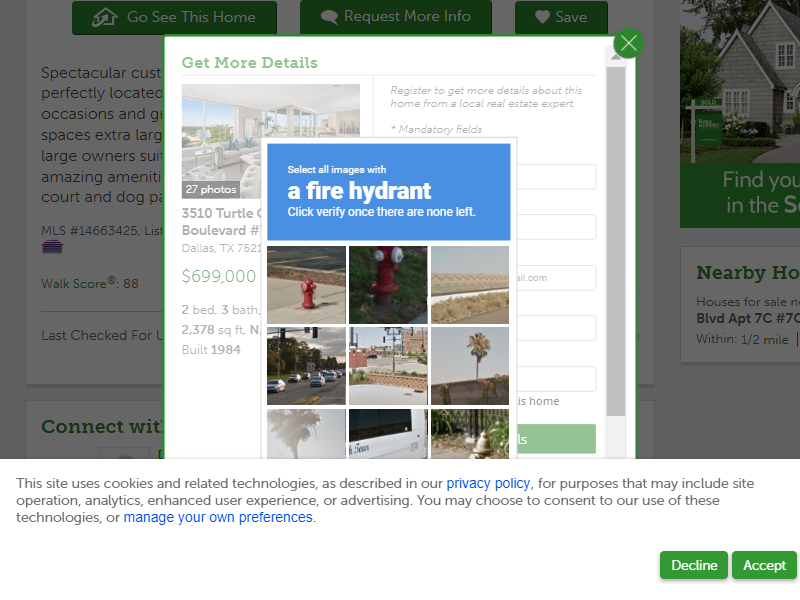 Go See This Home
Request More Info
Save
Get More Details
Spectacular cust
perfectly located
occasions and gr
spaces extra larg
large owners suit
amazing ameniti
court and dog pa
MLS #14663425, List
Walk Score®: 88
Last Checked For U
Connect wit
27 photos
3510 Turtle C
Boulevard #
Dallas, TX 7521
$699,000
2 bed, 3 bath,
2,378 sq ft, N
Built 1984
Register to get more details about this
home from a local real estate expert.
* Mandatory fields
ail.com
is home
ls
Select all images with
a fire hydrant
Click verify once there are none left.
SOLD
Find you
in the S
Nearby Ho
Houses for sale n
Blvd Apt 7C #7C
Within: 1/2 mile |
This site uses cookies and related technologies, as described in our privacy policy, for purposes that may include site
operation, analytics, enhanced user experience, or advertising. You may choose to consent to our use of these
technologies, or manage your own preferences.
Decline
Accept